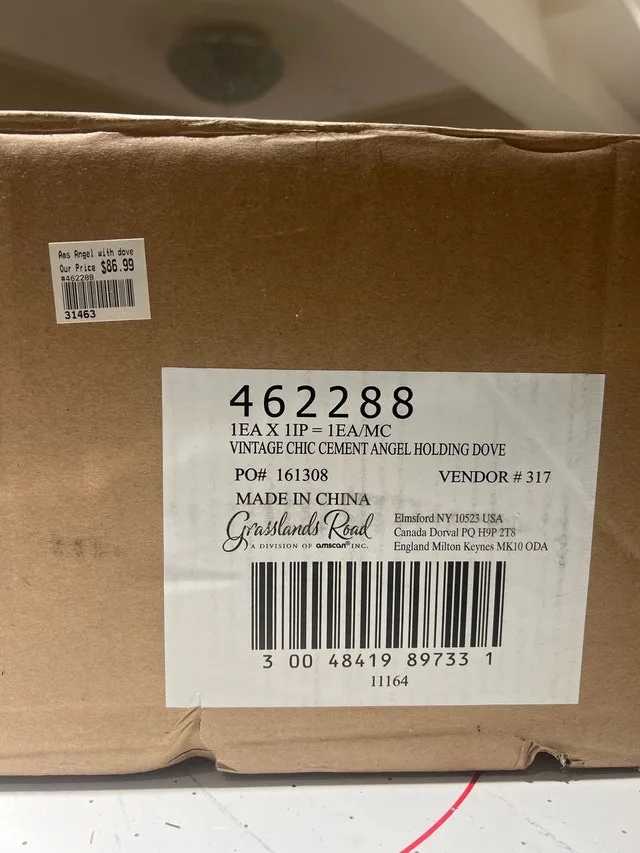 Ams Angel with dove
Our Price $86.99
#462288
31463
462288
1EA X 1IP = 1EA/MC
VINTAGE CHIC CEMENT ANGEL HOLDING DOVE
PO# 161308 VENDOR # 317
MADE IN CHINA
Grasslands Road
A DIVISION OF amscan® INC.
Elmsford NY 10523 USA
Canada Dorval PQ H9P 2T8
England Milton Keynes MK10 ODA
3 00 48419 89733 1
11164